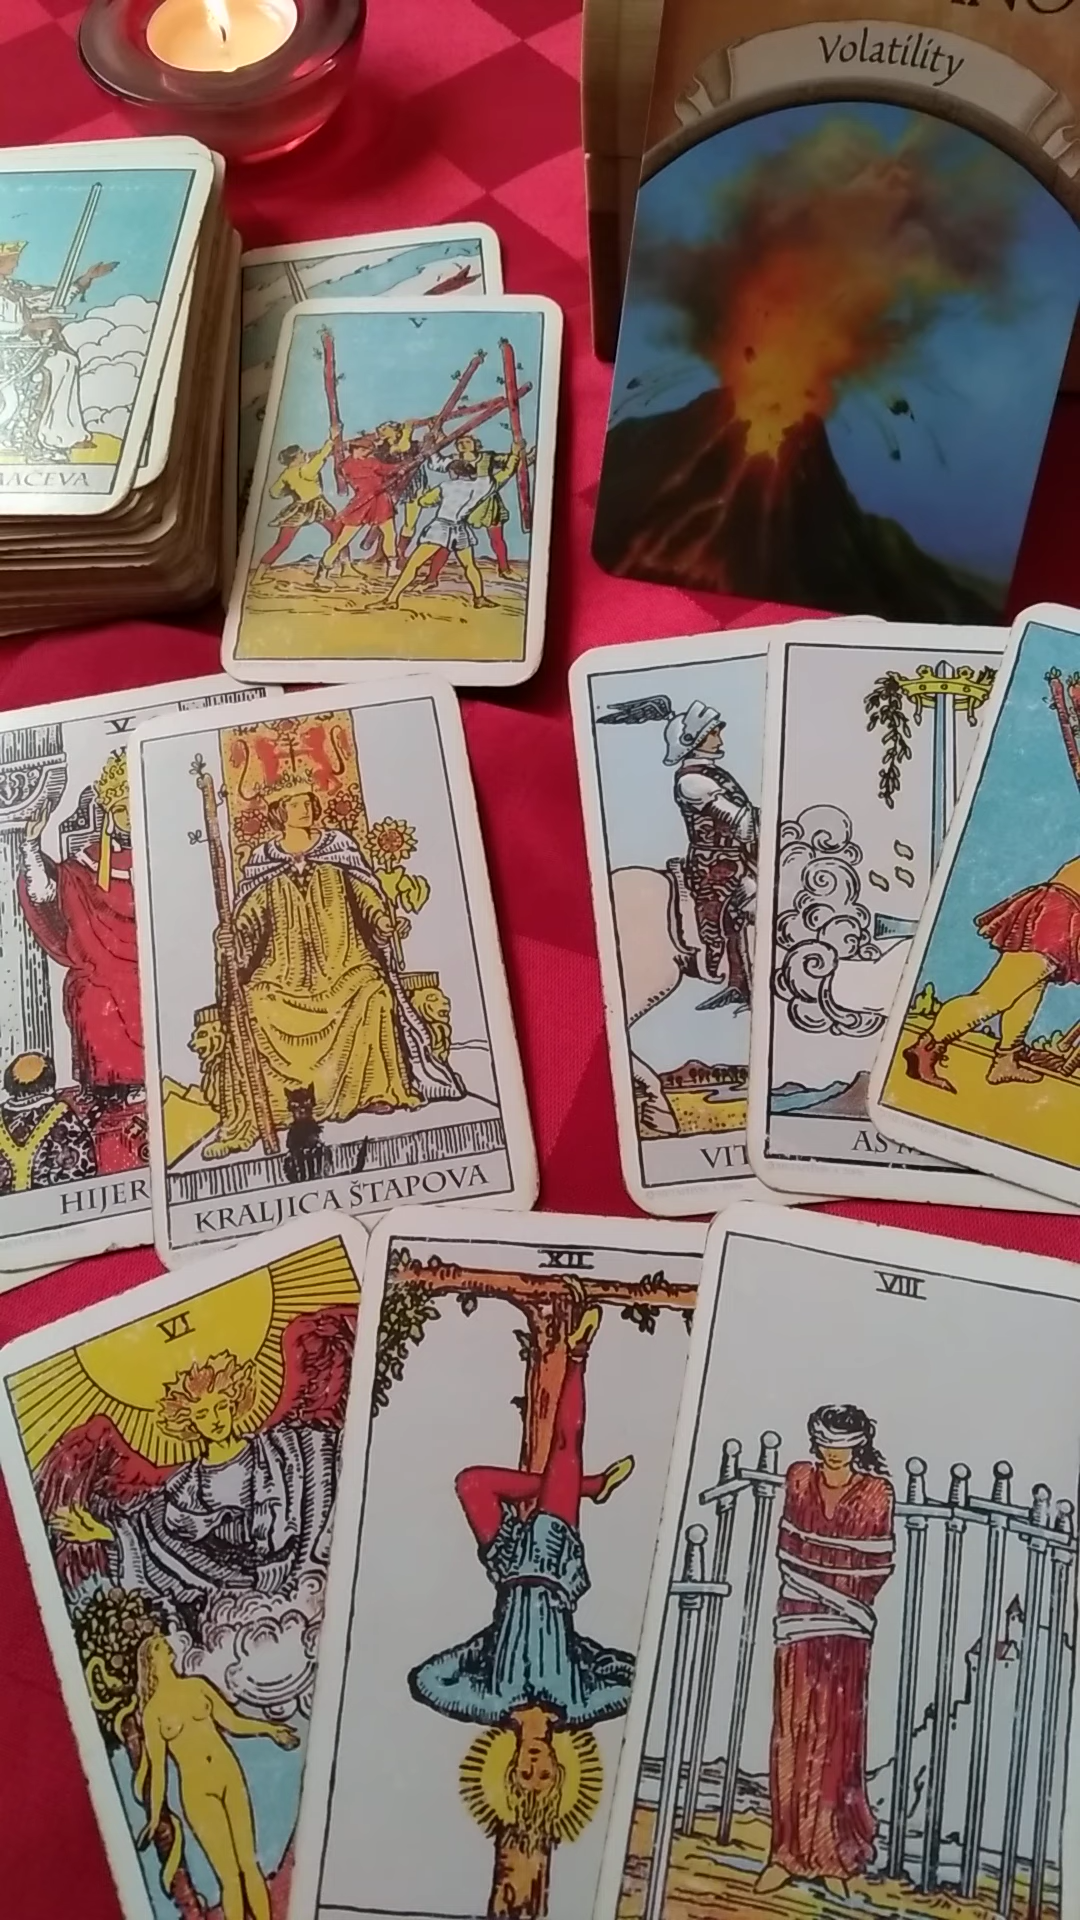 Volatility
MAČEVA
V
V
HIJER
KRALJICA ŠTAPOVA
VIT
AS M
VI
XII
VIII